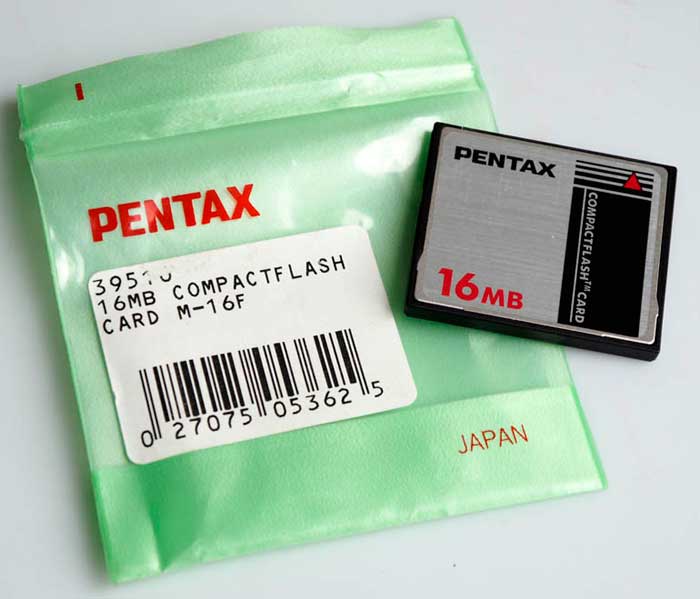 PENTAX
16MB COMPACTFLASH
CARD M-16F
0 27075 05362 5
JAPAN
PENTAX
COMPACTFLASH™ CARD
16MB